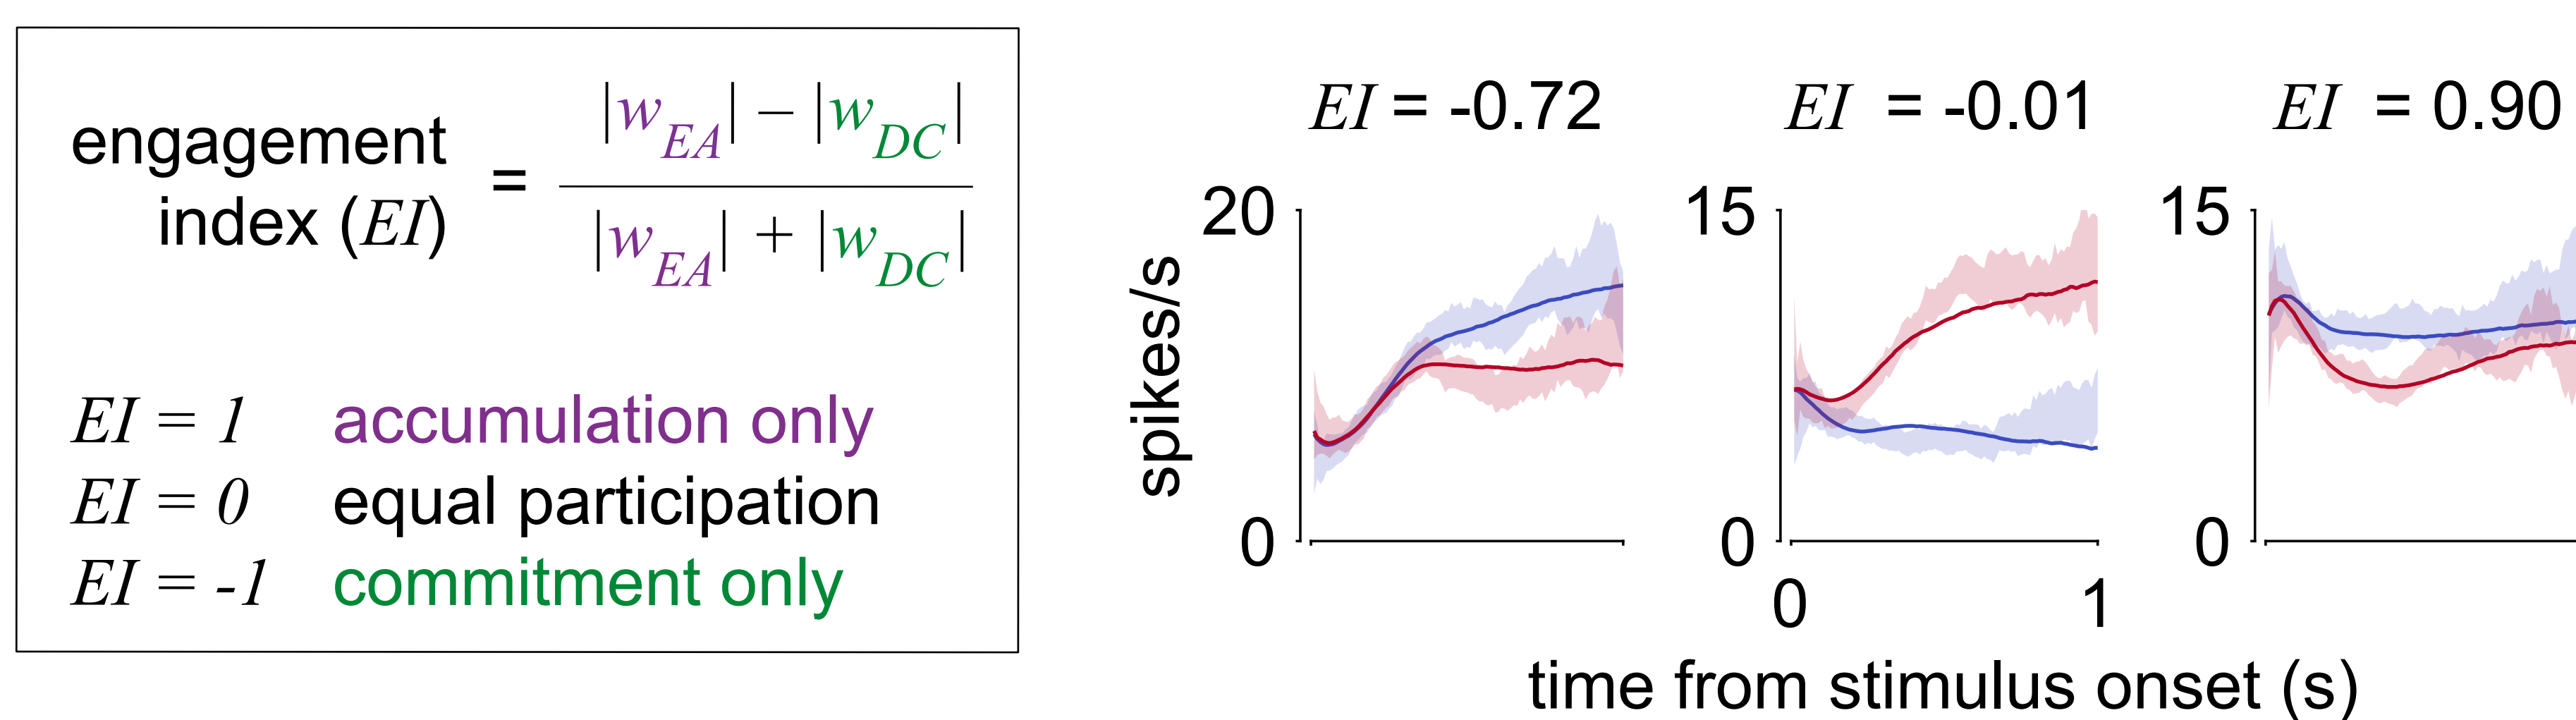 engagement index (EI) = |w_EA| − |w_DC| / |w_EA| + |w_DC|
EI = 1 accumulation only
EI = 0 equal participation
EI = -1 commitment only
EI = -0.72
EI = -0.01
EI = 0.90
spikes/s
20
0
15
0
15
0
0 1
time from stimulus onset (s)